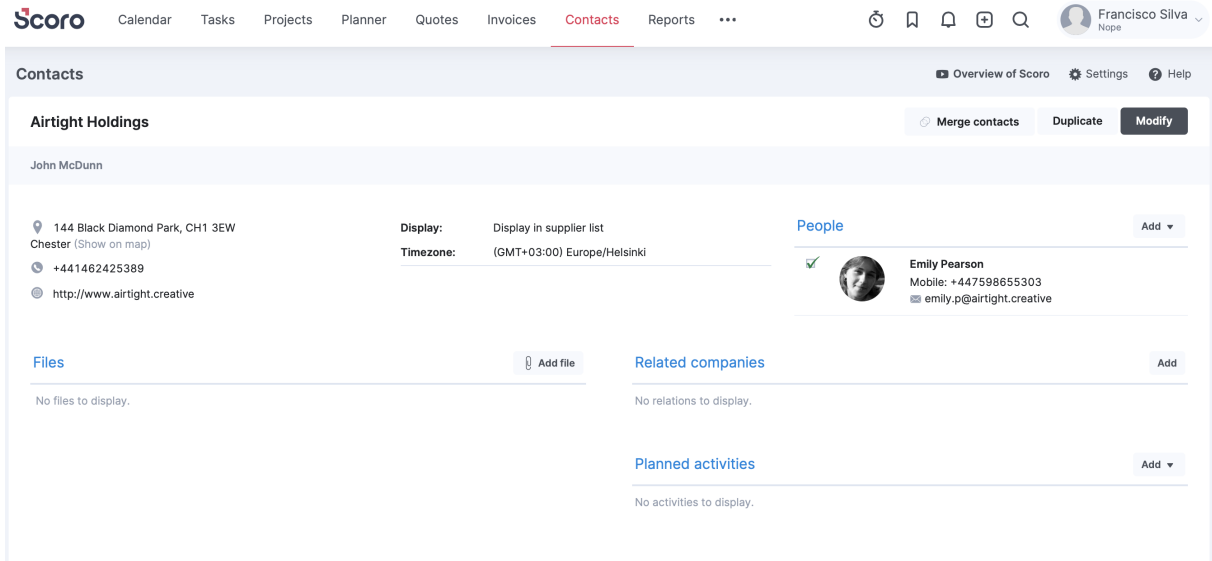 Scoro
Calendar Tasks Projects Planner Quotes Invoices Contacts Reports
Francisco Silva
Nope
Contacts
Overview of Scoro Settings Help
Airtight Holdings
Merge contacts Duplicate Modify
John McDunn
144 Black Diamond Park, CH1 3EW
Chester (Show on map)
+441462425389
http://www.airtight.creative
Display: Display in supplier list
Timezone: (GMT+03:00) Europe/Helsinki
People Add
Emily Pearson
Mobile: +447598655303
emily.p@airtight.creative
Files Add file
No files to display.
Related companies Add
No relations to display.
Planned activities Add
No activities to display.